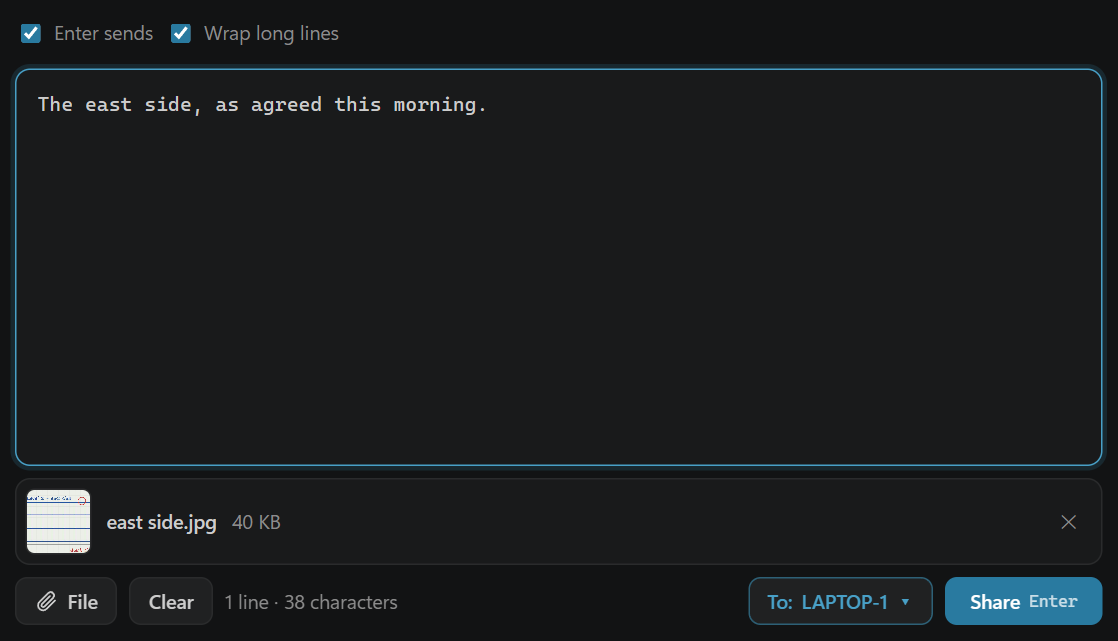 Enter sends Wrap long lines
The east side, as agreed this morning.
east side.jpg 40 KB
File Clear 1 line · 38 characters To: LAPTOP-1 Share Enter